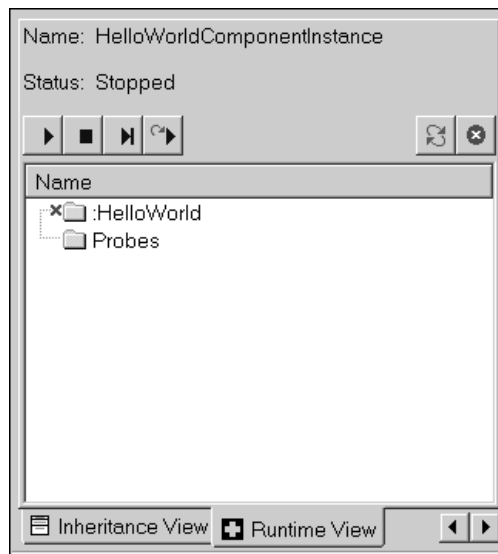 Name: HelloWorldComponentInstance
Status: Stopped
Name
:HelloWorld
Probes
Inheritance View Runtime View